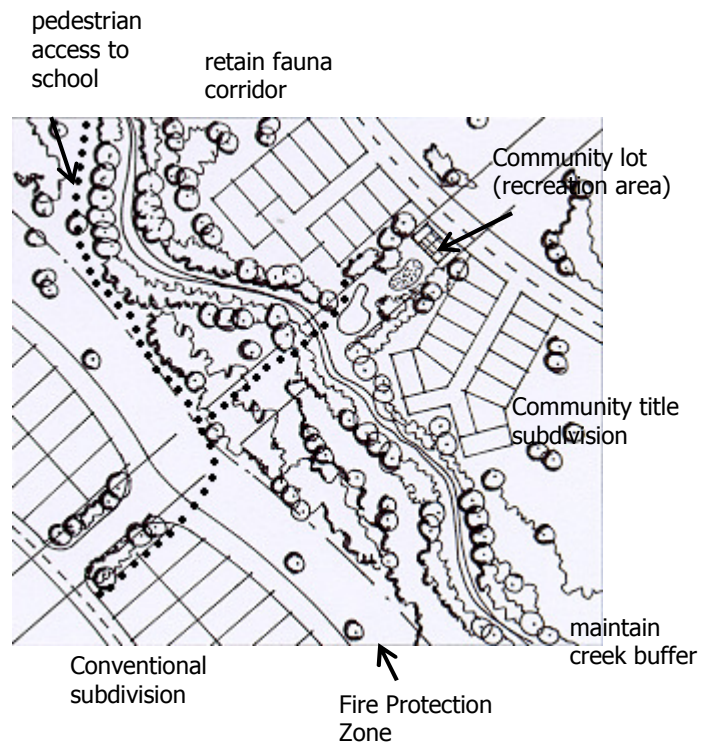 pedestrian
access to
school
retain fauna
corridor
Community lot
(recreation area)
Community title
subdivision
maintain
creek buffer
Conventional
subdivision
Fire Protection
Zone